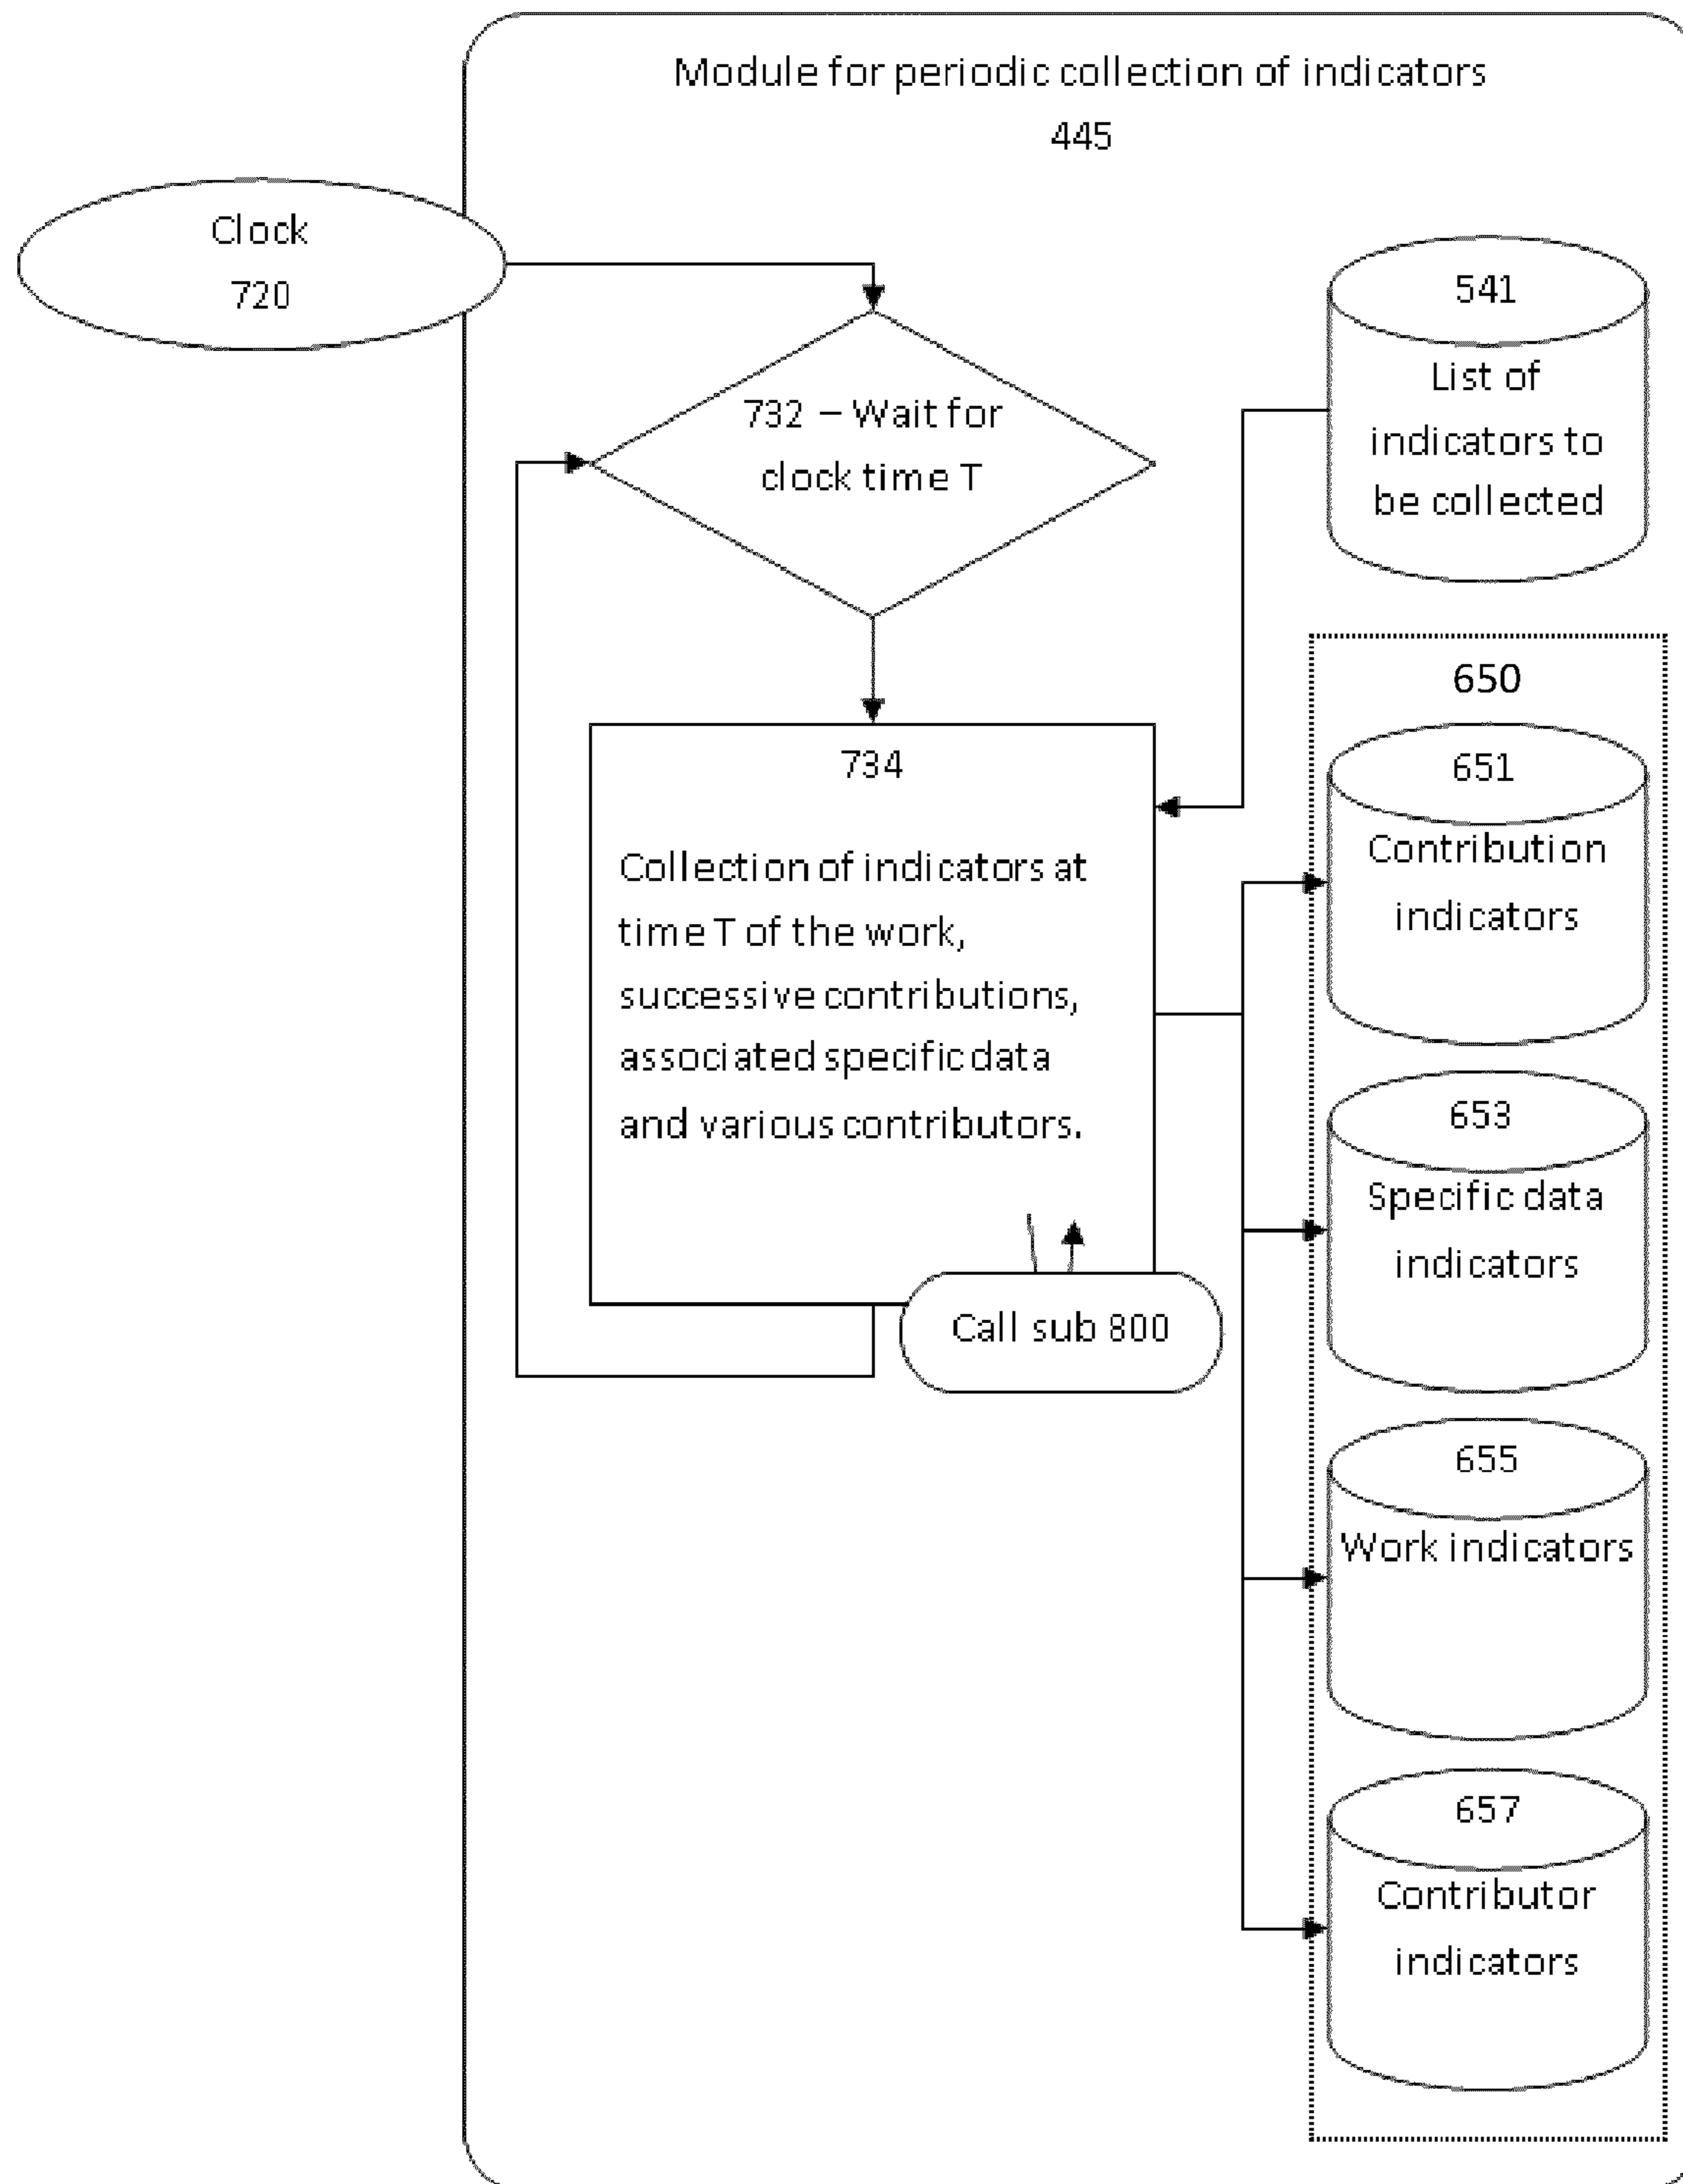 Module for periodic collection of indicators
445
Clock
720
732 – Wait for
clock time T
541
List of
indicators to
be collected
734
Collection of indicators at
time T of the work,
successive contributions,
associated specific data
and various contributors.
Call sub 800
650
651
Contribution
indicators
653
Specific data
indicators
655
Work indicators
657
Contributor
indicators